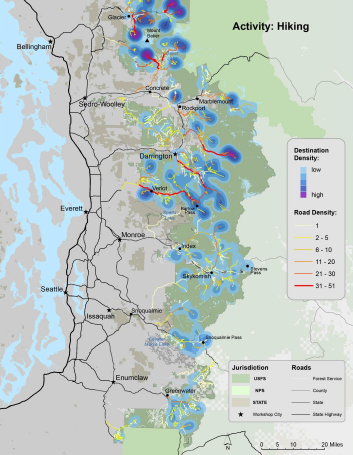 Activity: Hiking
Glacier
Mount
Baker
Bellingham
Concrete
Sedro-Woolley
Marblemount
Rockport
Darrington
Verlot
Everett
Monroe
Index
Skykomish
Stevens
Pass
Seattle
Snoqualmie
Issaquah
Snoqualmie Pass
Enumclaw
Greenwater
Destination
Density:
low
high
Road Density:
1
2 - 5
6 - 10
11 - 20
21 - 30
31 - 51
Jurisdiction
USFS
NPS
STATE
Workshop City
Roads
Forest Service
County
State
State Highway
N
0 5 10 20 Miles